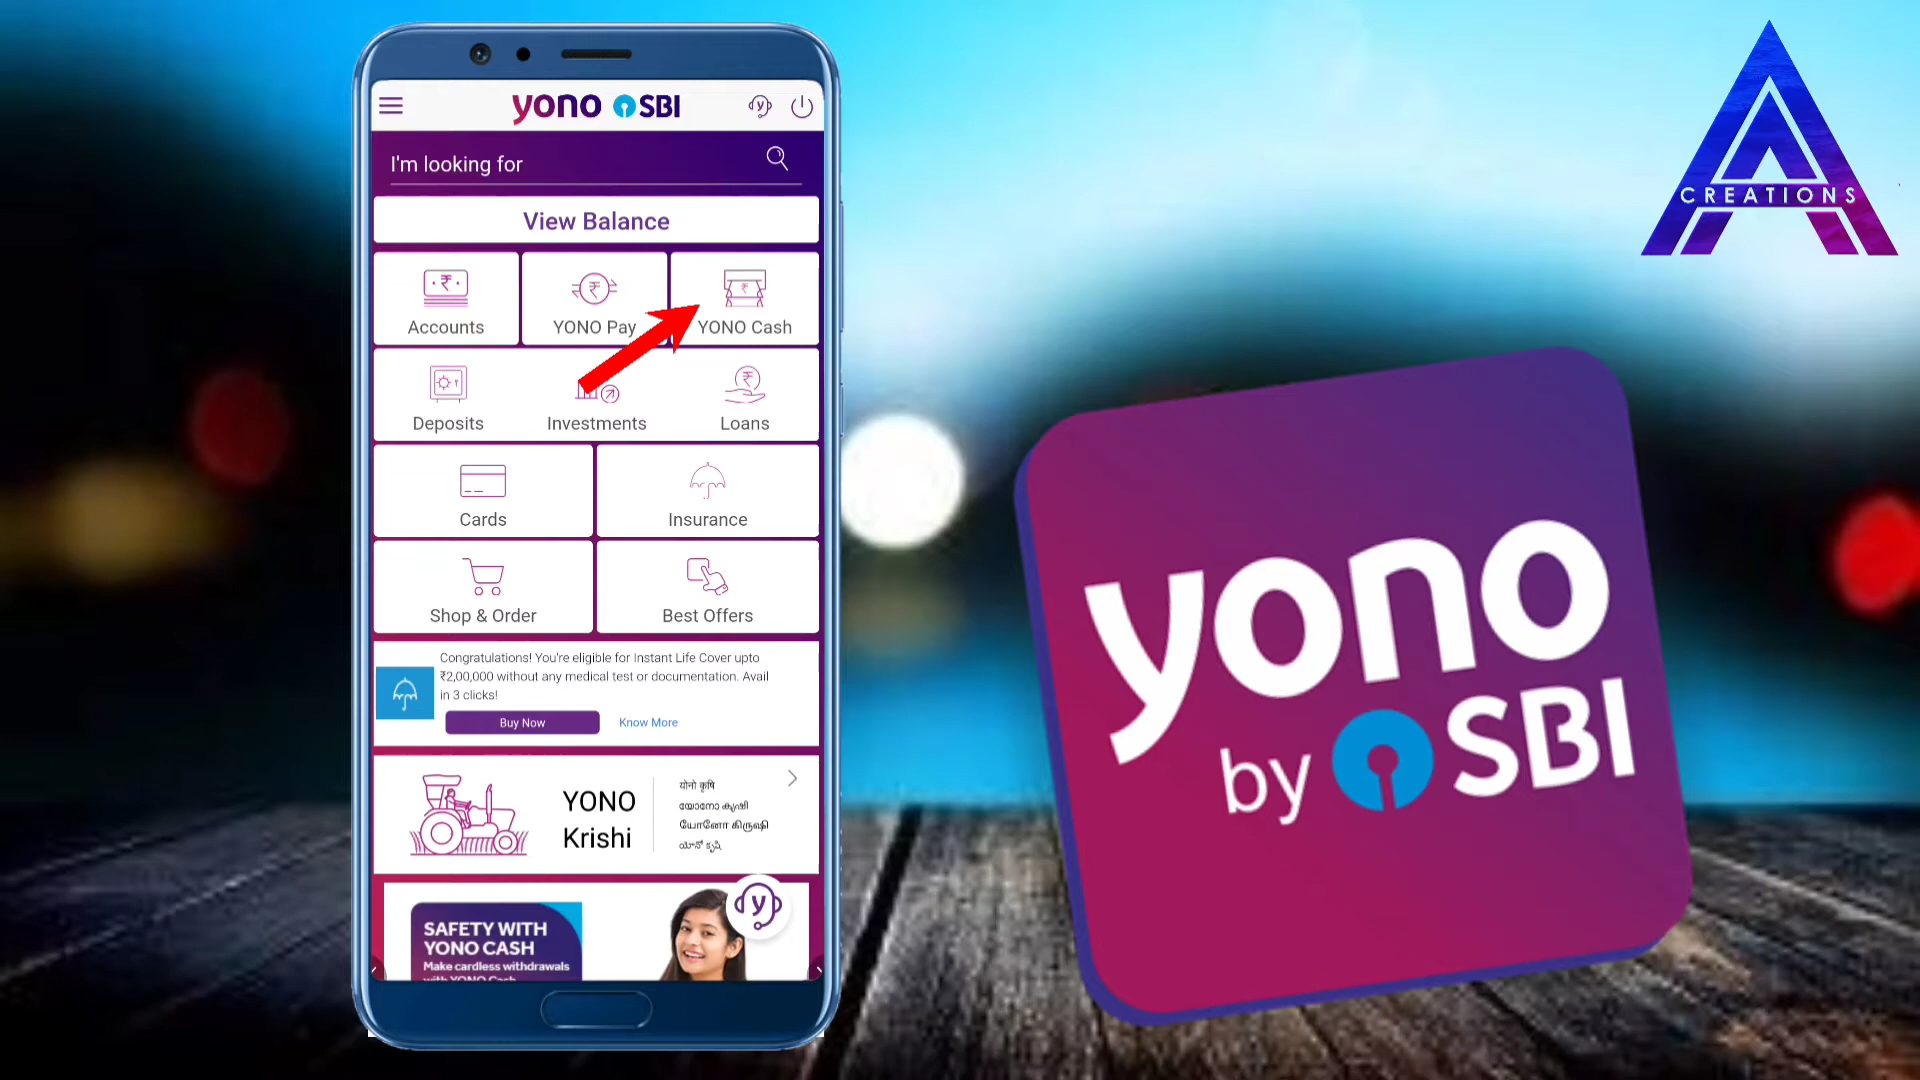 yono SBI
I'm looking for
View Balance
Accounts
YONO Pay
YONO Cash
Deposits
Investments
Loans
Cards
Insurance
Shop & Order
Best Offers
Congratulations! You're eligible for Instant Life Cover upto
₹2,00,000 without any medical test or documentation. Avail
in 3 clicks!
Buy Now
Know More
YONO
Krishi
योनो कृषि
യോനോ കൃഷി
யோனோ கிருஷி
యోనో కృషి
SAFETY WITH
YONO CASH
Make cardless withdrawals
with YONO Cash
CREATIONS
yono
by SBI